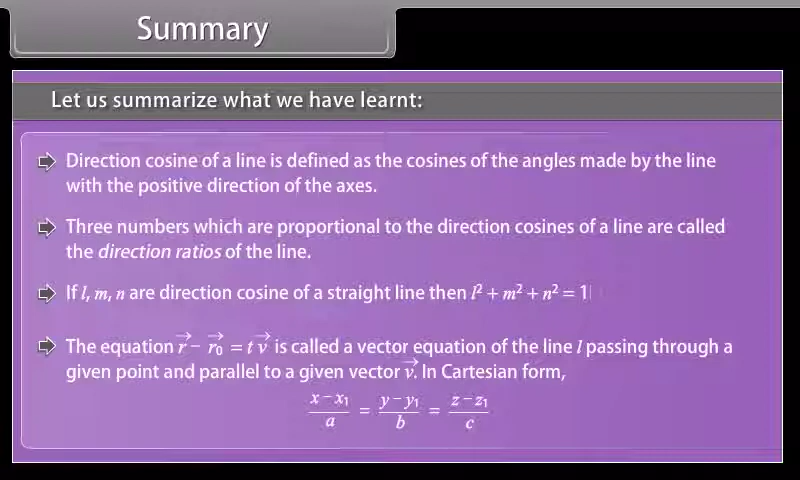 Summary
Let us summarize what we have learnt:
Direction cosine of a line is defined as the cosines of the angles made by the line
with the positive direction of the axes.
Three numbers which are proportional to the direction cosines of a line are called
the direction ratios of the line.
If l, m, n are direction cosine of a straight line then l² + m² + n² = 1
The equation r⃗ − r⃗₀ = t v⃗ is called a vector equation of the line l passing through a
given point and parallel to a given vector v⃗. In Cartesian form,
(x − x₁)/a = (y − y₁)/b = (z − z₁)/c